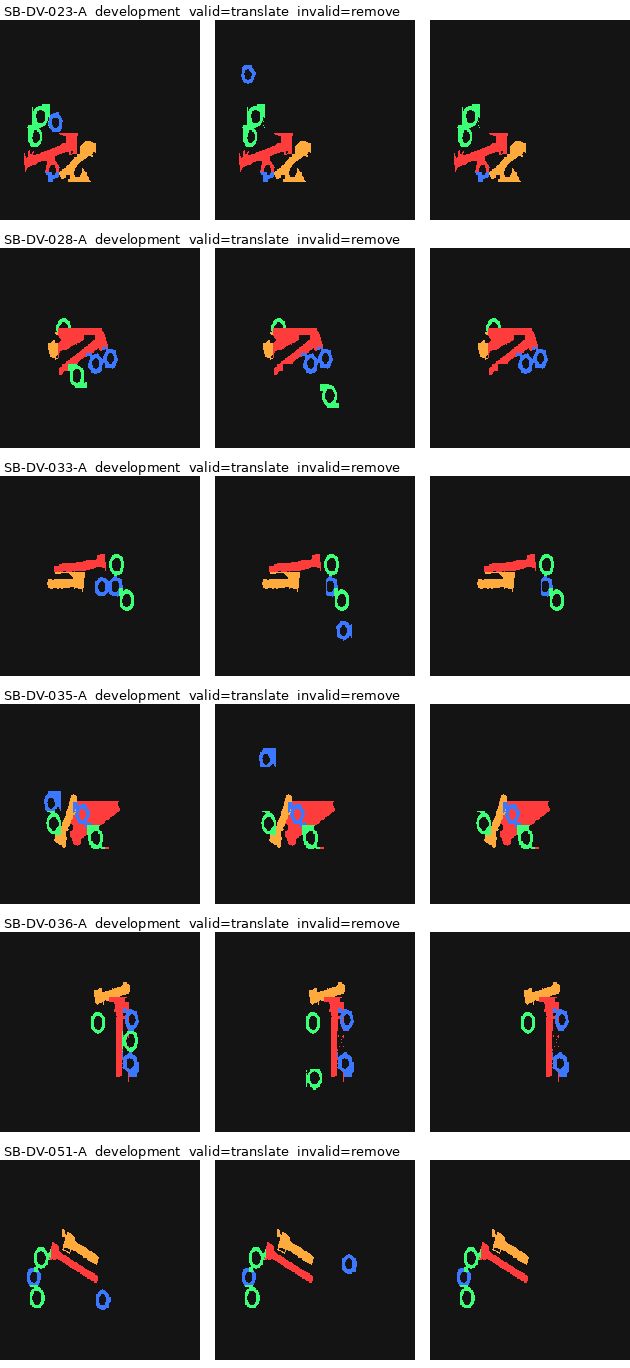 SB-DV-023-A  development  valid=translate  invalid=remove
SB-DV-028-A  development  valid=translate  invalid=remove
SB-DV-033-A  development  valid=translate  invalid=remove
SB-DV-035-A  development  valid=translate  invalid=remove
SB-DV-036-A  development  valid=translate  invalid=remove
SB-DV-051-A  development  valid=translate  invalid=remove